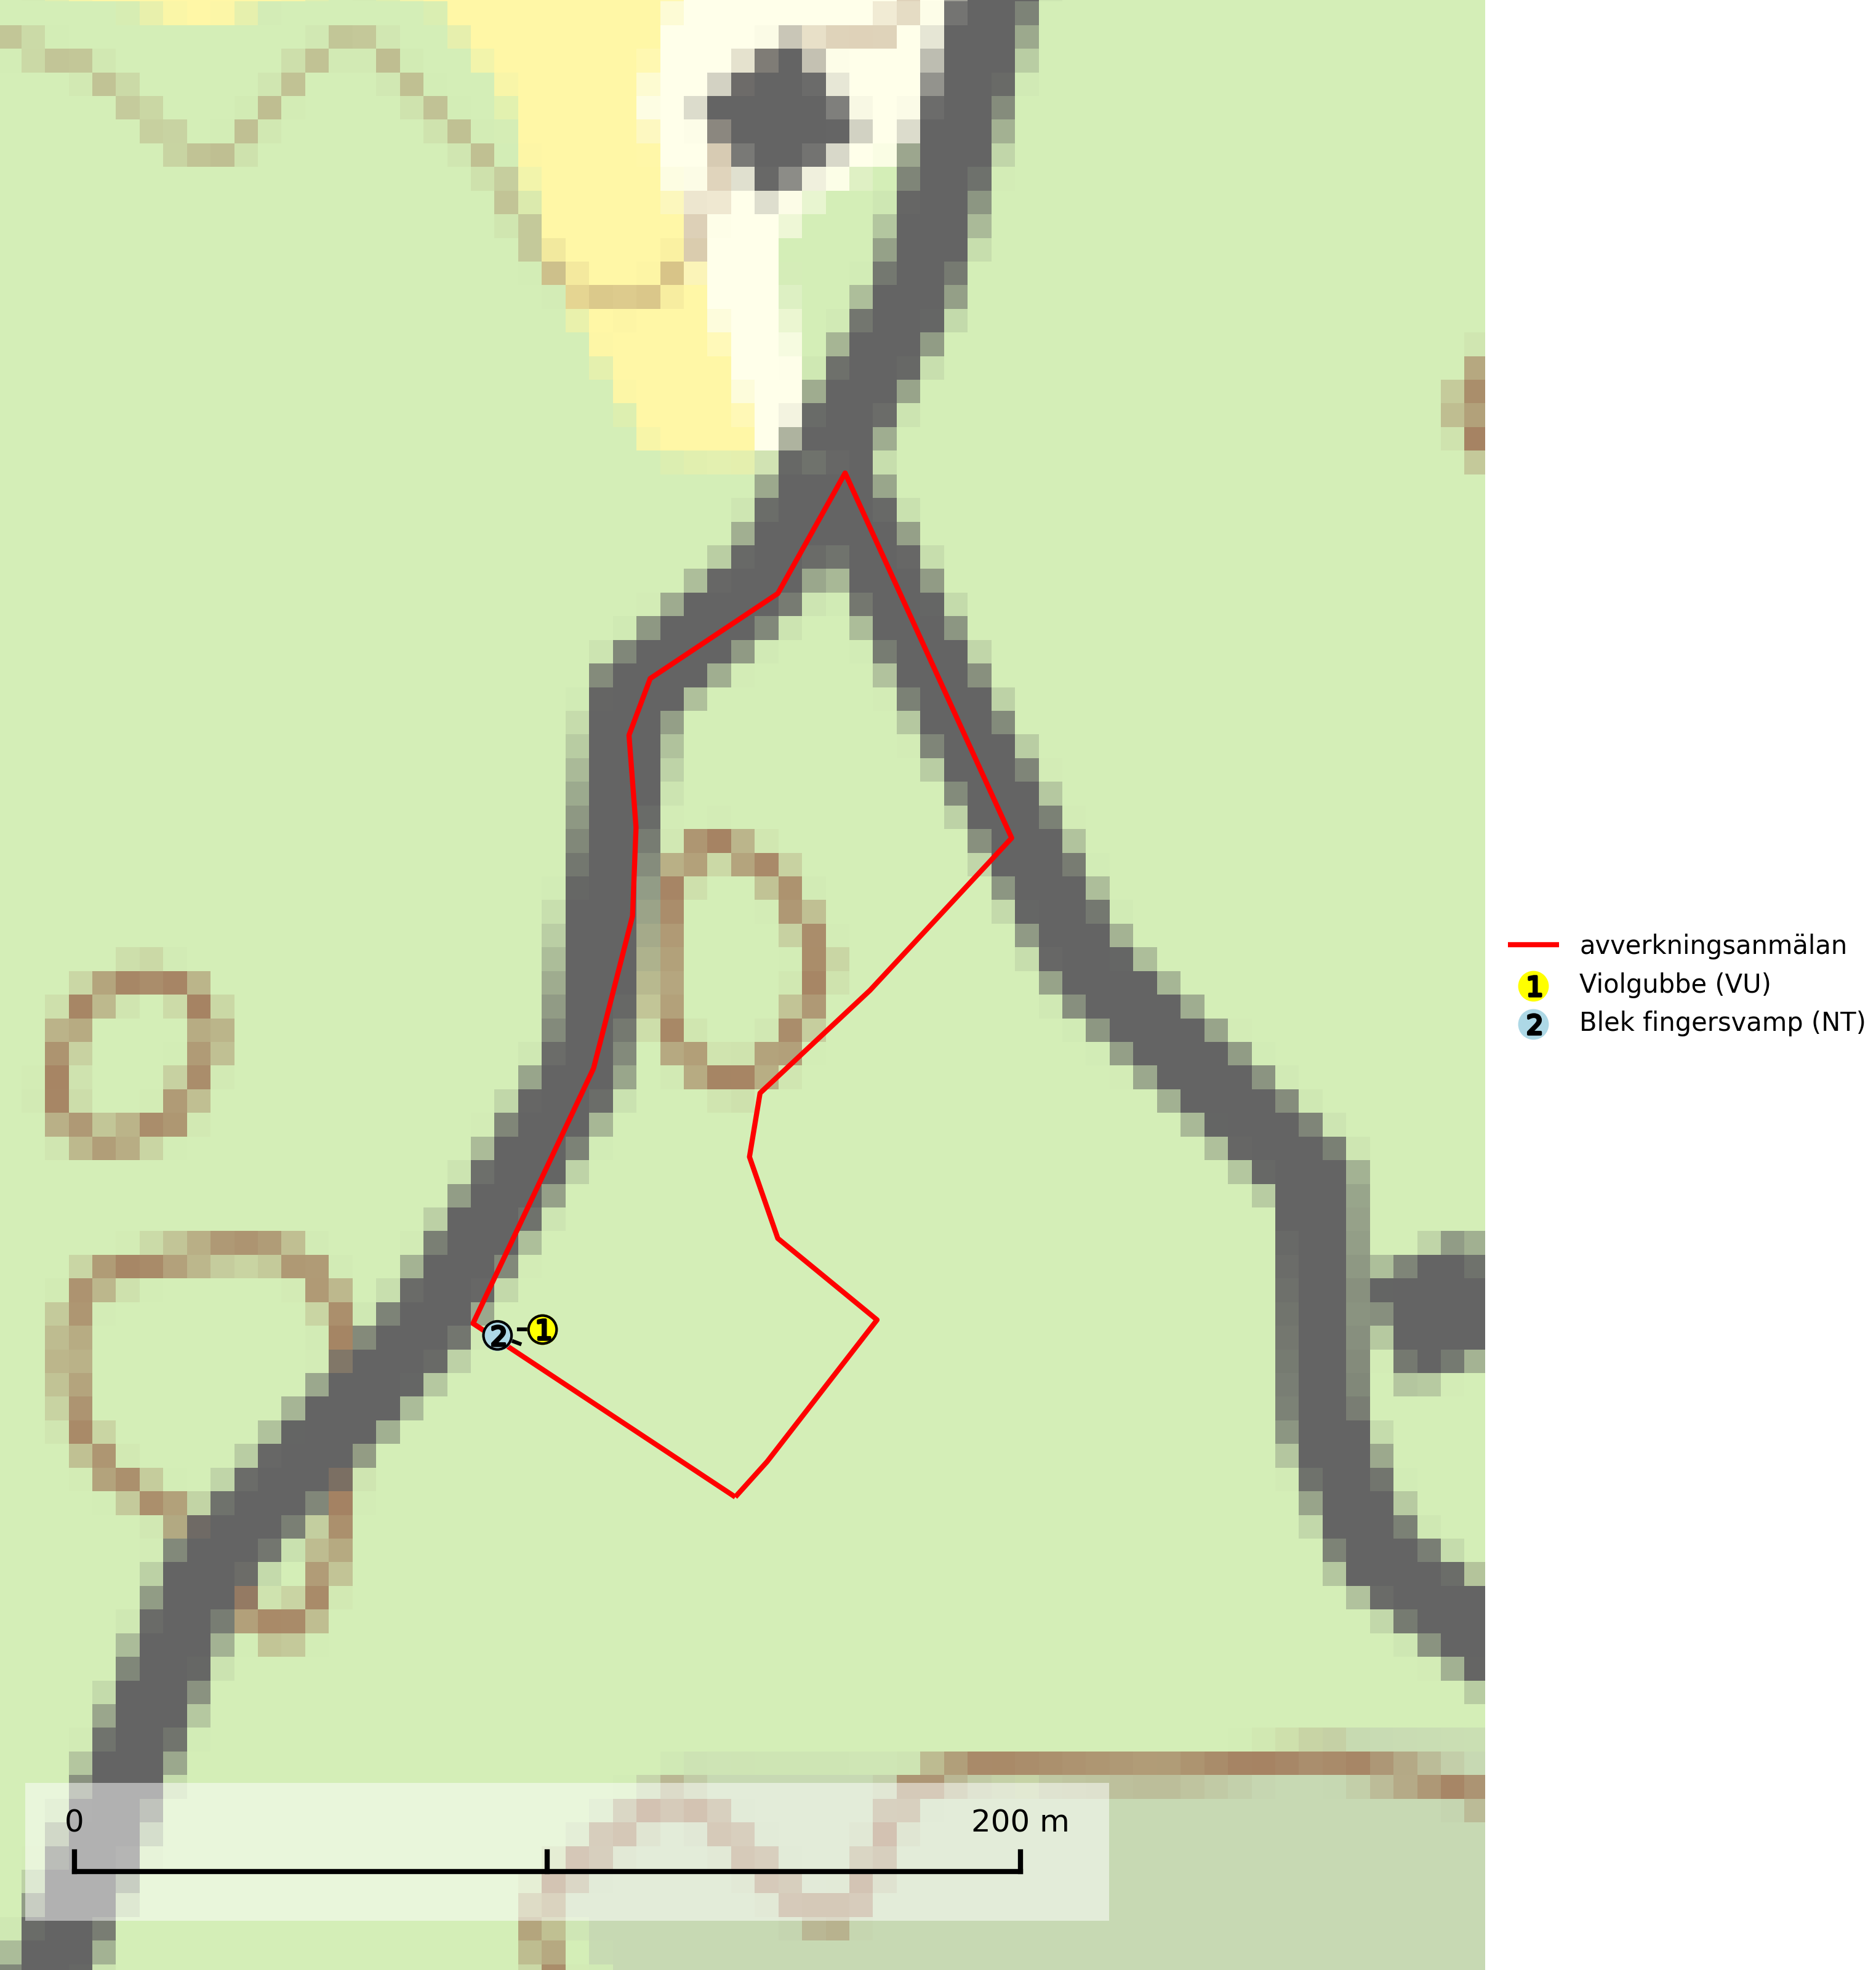 avverkningsanmälan
1 Violgubbe (VU)
2 Blek fingersvamp (NT)
2 1
0 200 m